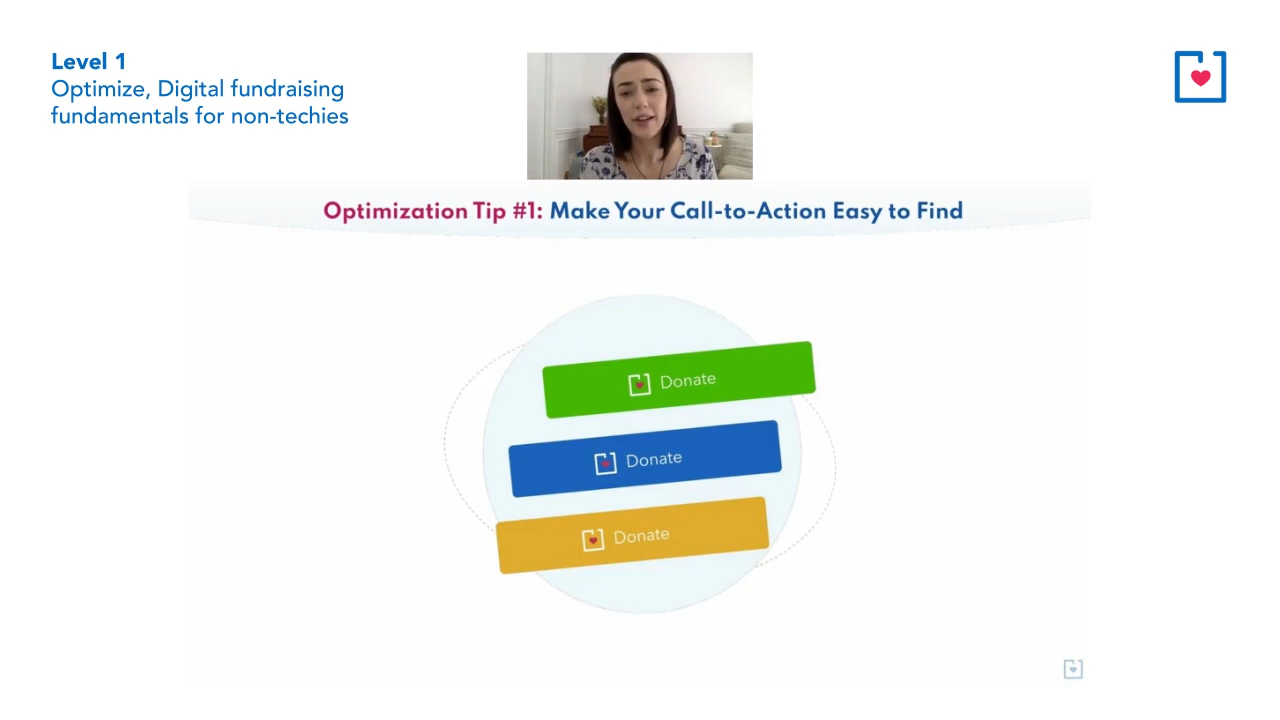 Level 1
Optimize, Digital fundraising
fundamentals for non-techies
Optimization Tip #1: Make Your Call-to-Action Easy to Find
Donate
Donate
Donate